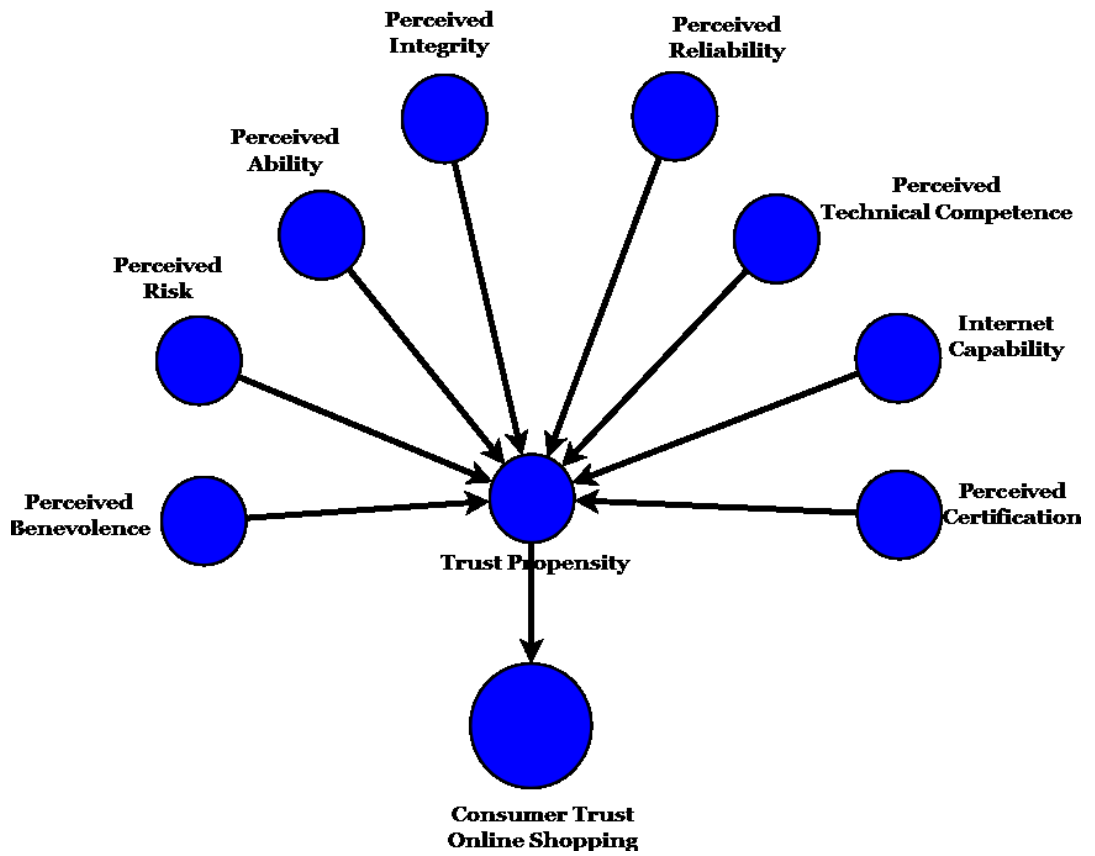 Perceived
Integrity
Perceived
Reliability
Perceived
Ability
Perceived
Technical Competence
Perceived
Risk
Internet
Capability
Perceived
Benevolence
Perceived
Certification
Trust Propensity
Consumer Trust
Online Shopping